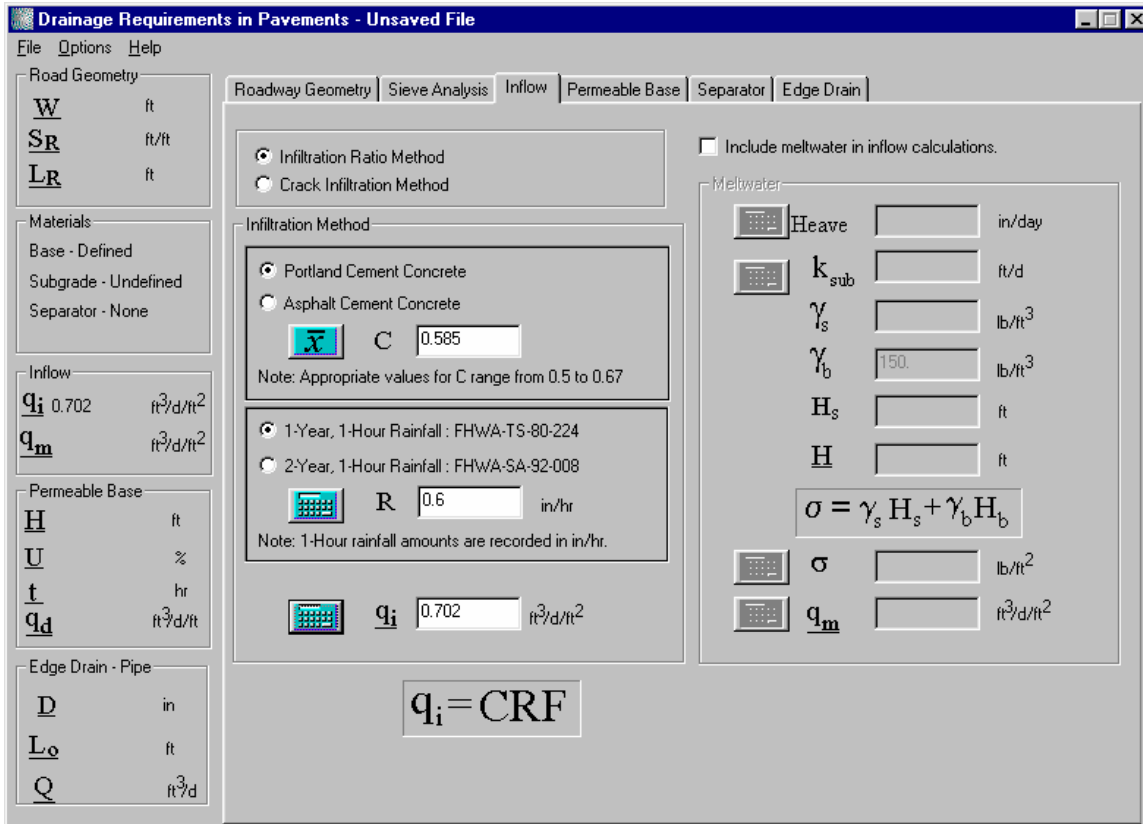 Drainage Requirements in Pavements - Unsaved File
File Options Help
Road Geometry
W ft
SR ft/ft
LR ft
Materials
Base - Defined
Subgrade - Undefined
Separator - None
Inflow
qi 0.702 ft³/d/ft²
qm ft³/d/ft²
Permeable Base
H ft
U %
t hr
qd ft³/d/ft
Edge Drain - Pipe
D in
Lo ft
Q ft³/d
Roadway Geometry Sieve Analysis Inflow Permeable Base Separator Edge Drain
Infiltration Ratio Method
Crack Infiltration Method
Infiltration Method
Portland Cement Concrete
Asphalt Cement Concrete
x̅ C 0.585
Note: Appropriate values for C range from 0.5 to 0.67
1-Year, 1-Hour Rainfall : FHWA-TS-80-224
2-Year, 1-Hour Rainfall : FHWA-SA-92-008
R 0.6 in/hr
Note: 1-Hour rainfall amounts are recorded in in/hr.
qi 0.702 ft³/d/ft²
qi = CRF
Include meltwater in inflow calculations.
Meltwater
Heave in/day
ksub ft/d
γs lb/ft³
γb 150. lb/ft³
Hs ft
H ft
σ = γs Hs + γb Hb
σ lb/ft²
qm ft³/d/ft²